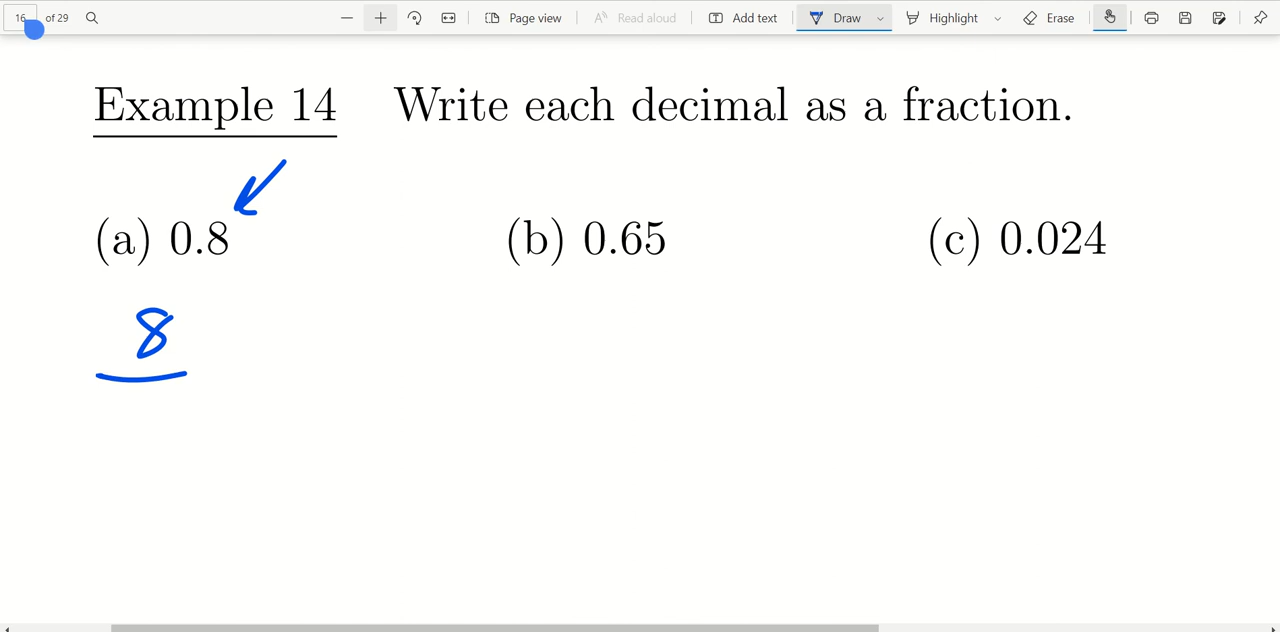 16 of 29 Page view Read aloud Add text Draw Highlight Erase
Example 14 Write each decimal as a fraction.
(a) 0.8 (b) 0.65 (c) 0.024
8